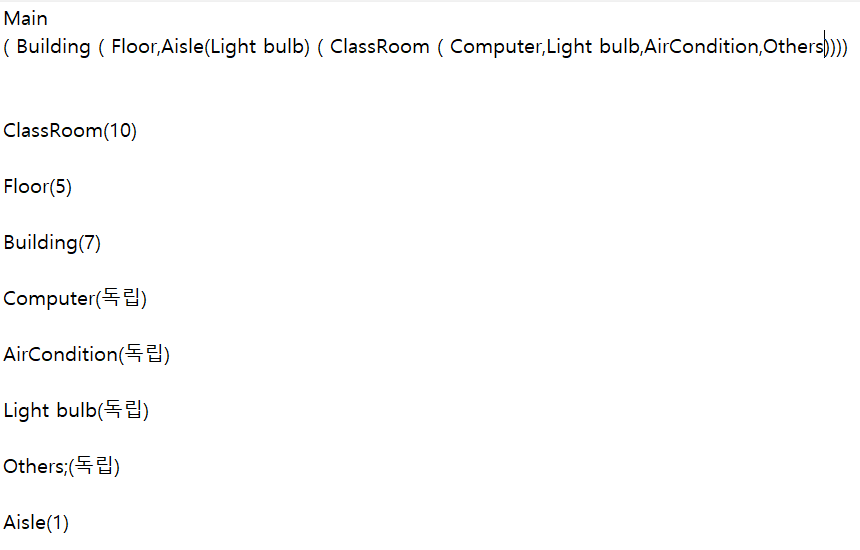 Main
( Building ( Floor,Aisle(Light bulb) ( ClassRoom ( Computer,Light bulb,AirCondition,Others))))
ClassRoom(10)
Floor(5)
Building(7)
Computer(독립)
AirCondition(독립)
Light bulb(독립)
Others;(독립)
Aisle(1)